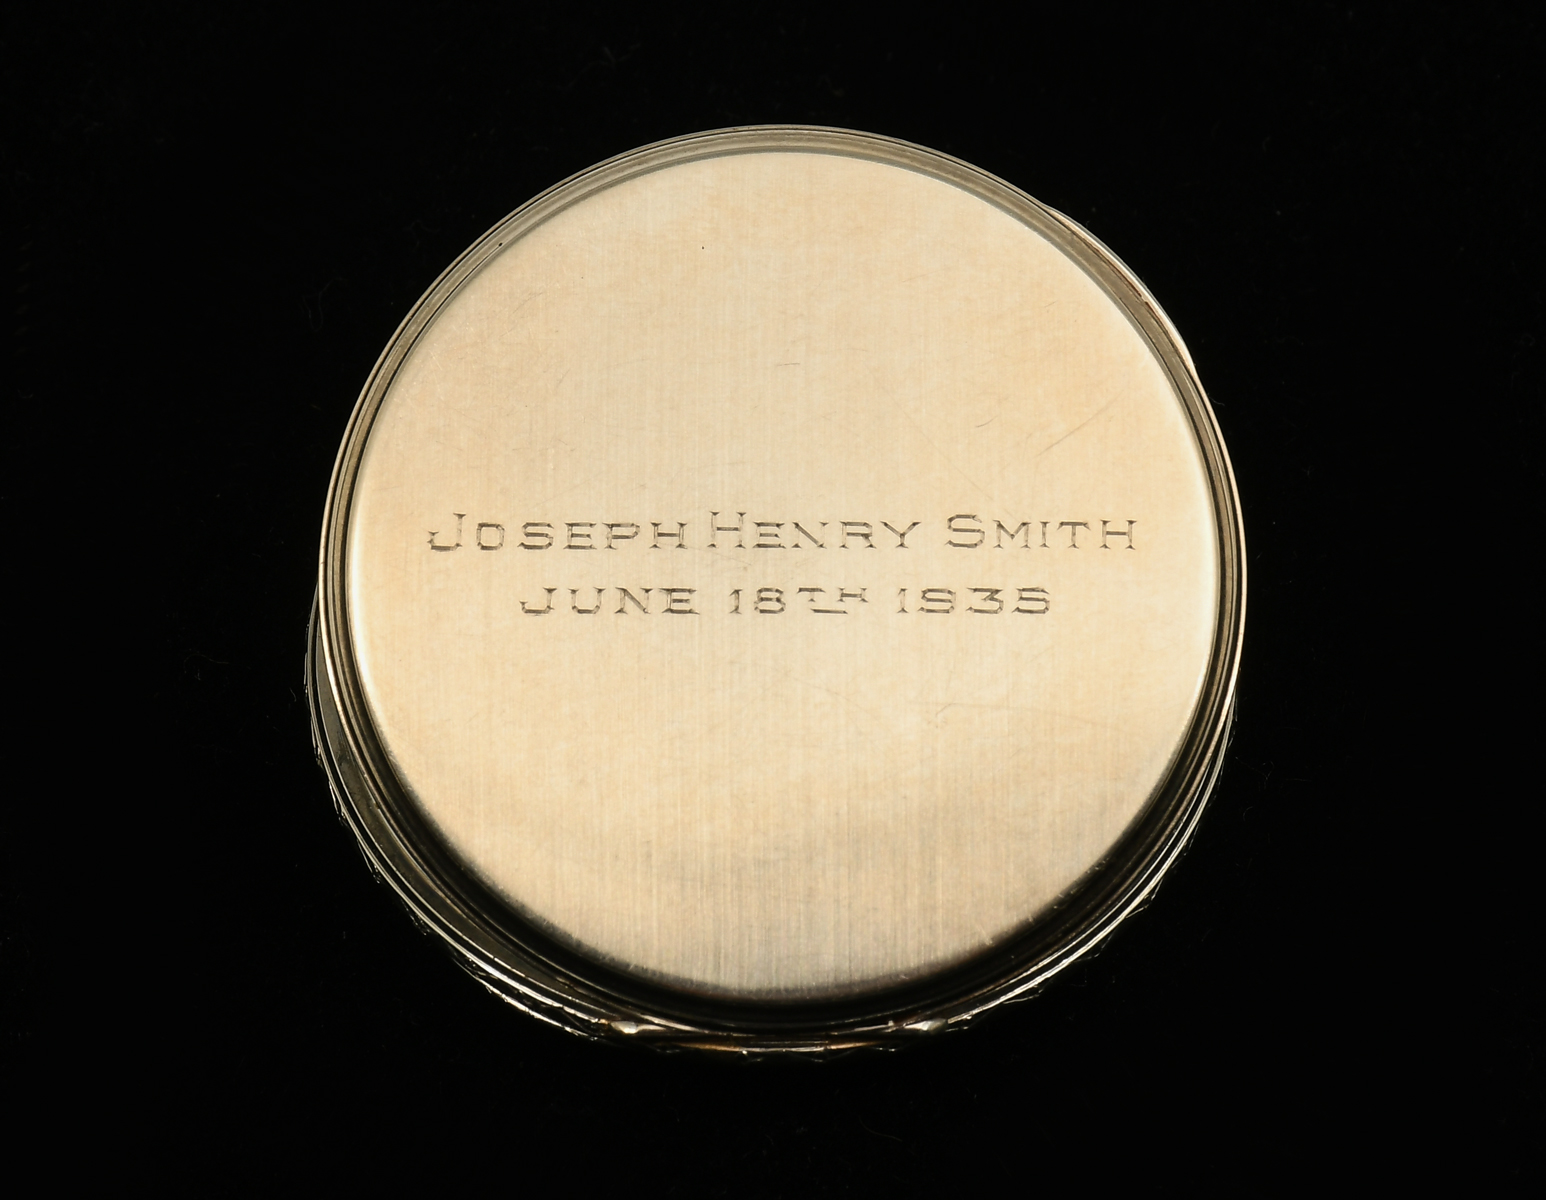 Joseph Henry Smith
JUNE 18TH 1935